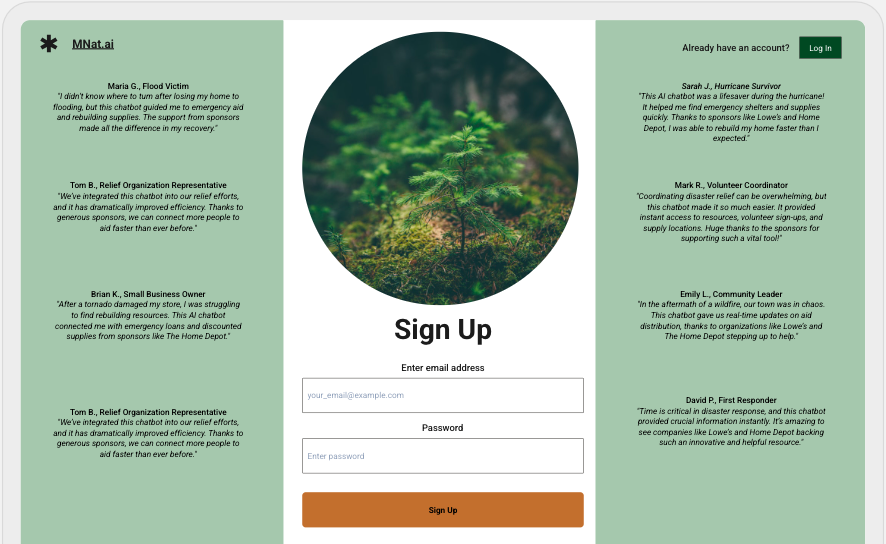 MNat.ai
Maria G., Flood Victim
"I didn't know where to turn after losing my home to
flooding, but this chatbot guided me to emergency aid
and rebuilding supplies. The support from sponsors
made all the difference in my recovery."
Tom B., Relief Organization Representative
"We've integrated this chatbot into our relief efforts,
and it has dramatically improved efficiency. Thanks to
generous sponsors, we can connect more people to
aid faster than ever before."
Brian K., Small Business Owner
"After a tornado damaged my store, I was struggling
to find rebuilding resources. This AI chatbot
connected me with emergency loans and discounted
supplies from sponsors like The Home Depot."
Tom B., Relief Organization Representative
"We've integrated this chatbot into our relief efforts,
and it has dramatically improved efficiency. Thanks to
generous sponsors, we can connect more people to
aid faster than ever before."
Sign Up
Enter email address
your_email@example.com
Password
Enter password
Sign Up
Already have an account?
Log In
Sarah J., Hurricane Survivor
"This AI chatbot was a lifesaver during the hurricane!
It helped me find emergency shelters and supplies
quickly. Thanks to sponsors like Lowe's and Home
Depot, I was able to rebuild my home faster than I
expected."
Mark R., Volunteer Coordinator
"Coordinating disaster relief can be overwhelming, but
this chatbot made it so much easier. It provided
instant access to resources, volunteer sign-ups, and
supply locations. Huge thanks to the sponsors for
supporting such a vital tool!"
Emily L., Community Leader
"In the aftermath of a wildfire, our town was in chaos.
This chatbot gave us real-time updates on aid
distribution, thanks to organizations like Lowe's and
The Home Depot stepping up to help."
David P., First Responder
"Time is critical in disaster response, and this chatbot
provided crucial information instantly. It's amazing to
see companies like Lowe's and Home Depot backing
such an innovative and helpful resource."